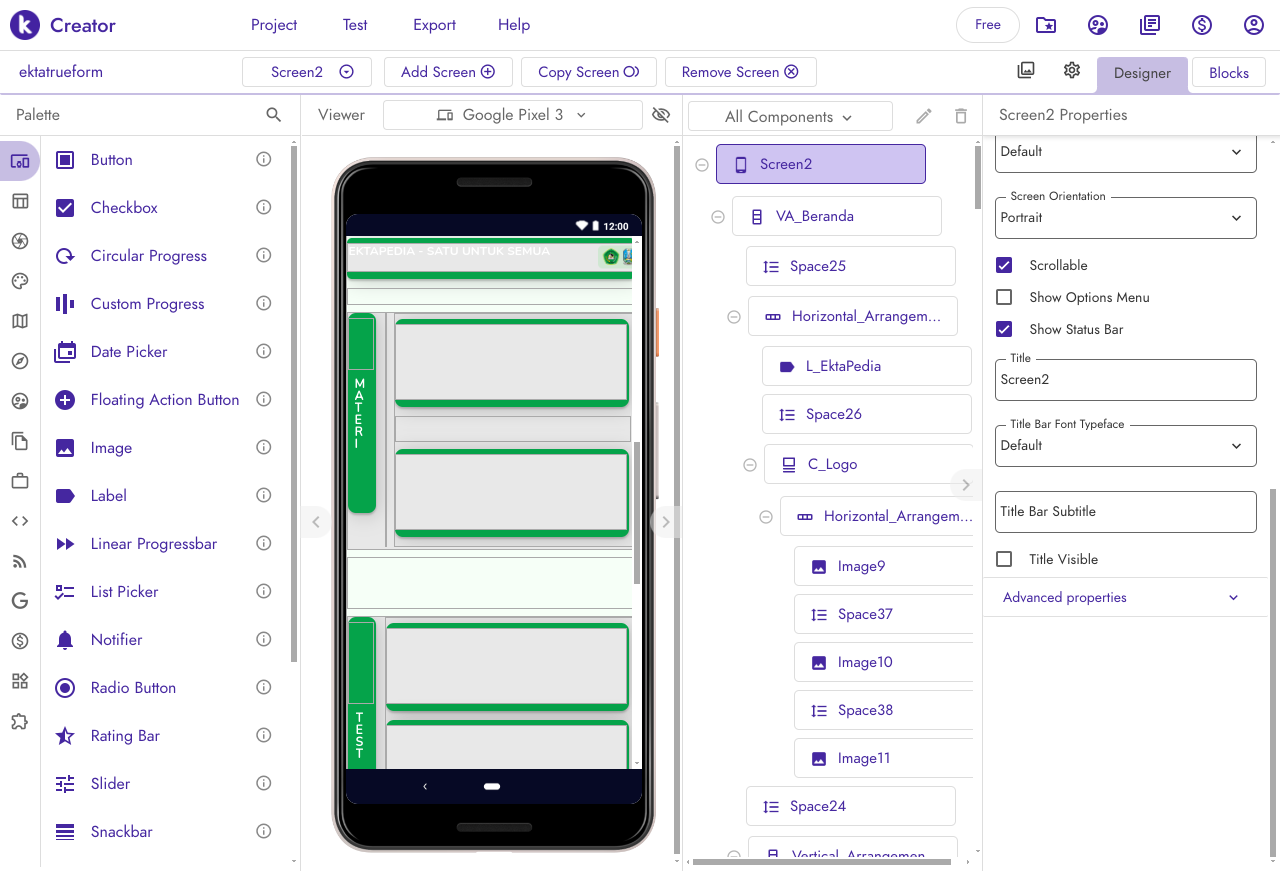 Creator
Project
Test
Export
Help
Free
ektatrueform
Screen2
Add Screen
Copy Screen
Remove Screen
Designer
Blocks
Palette
Button
Checkbox
Circular Progress
Custom Progress
Date Picker
Floating Action Button
Image
Label
Linear Progressbar
List Picker
Notifier
Radio Button
Rating Bar
Slider
Snackbar
Viewer
Google Pixel 3
12:00
EKTAPEDIA - SATU UNTUK SEMUA
M
A
T
E
R
I
T
E
S
T
All Components
Screen2
VA_Beranda
Space25
Horizontal_Arrangem...
L_EktaPedia
Space26
C_Logo
Horizontal_Arrangem...
Image9
Space37
Image10
Space38
Image11
Space24
Vertical_Arrangemen
Screen2 Properties
Default
Screen Orientation
Portrait
Scrollable
Show Options Menu
Show Status Bar
Title
Screen2
Title Bar Font Typeface
Default
Title Bar Subtitle
Title Visible
Advanced properties